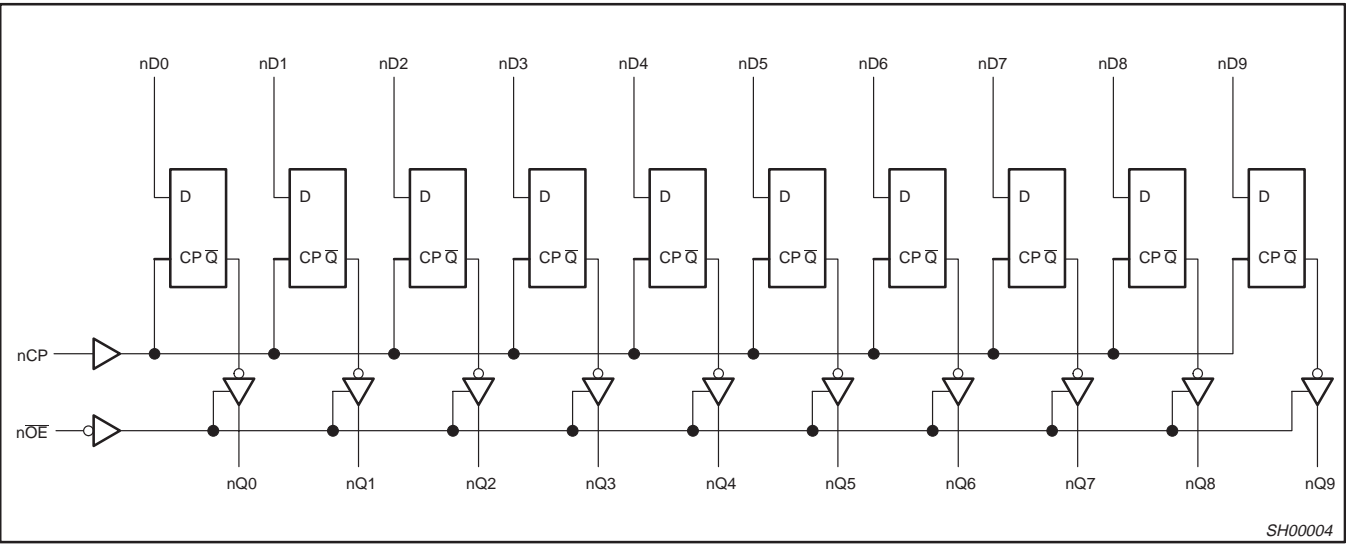 nD0 nD1 nD2 nD3 nD4 nD5 nD6 nD7 nD8 nD9
D D D D D D D D D D
CP Q̅ CP Q̅ CP Q̅ CP Q̅ CP Q̅ CP Q̅ CP Q̅ CP Q̅ CP Q̅ CP Q̅
nCP
nO̅E̅
nQ0 nQ1 nQ2 nQ3 nQ4 nQ5 nQ6 nQ7 nQ8 nQ9
SH00004